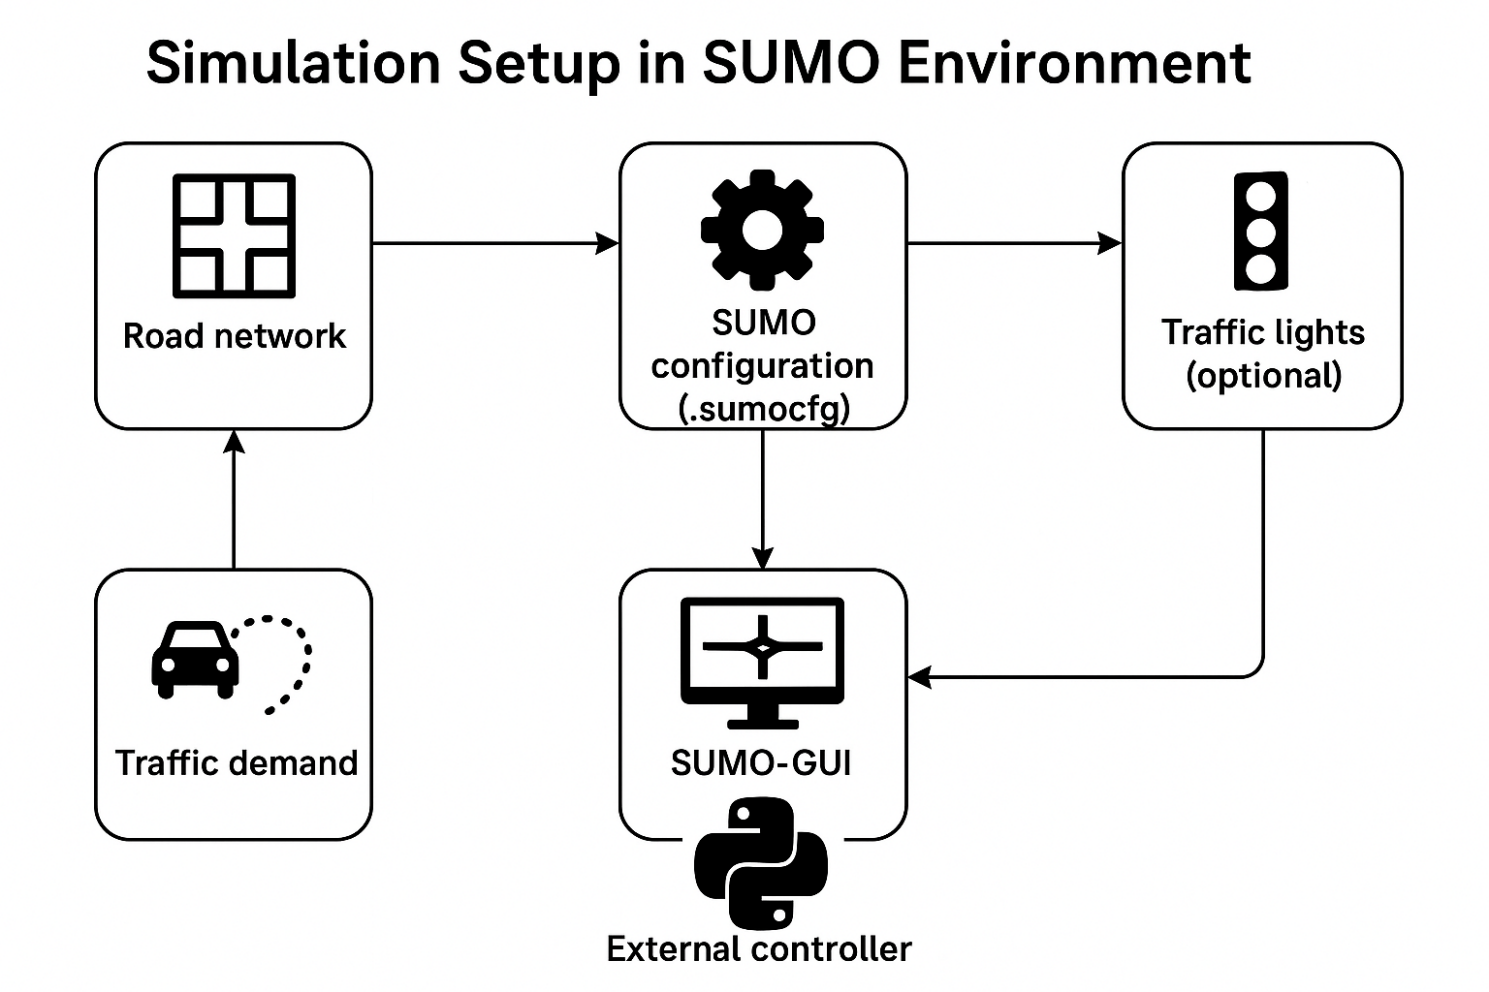 Simulation Setup in SUMO Environment
Road network
SUMO
configuration
(.sumocfg)
Traffic lights
(optional)
Traffic demand
SUMO-GUI
External controller